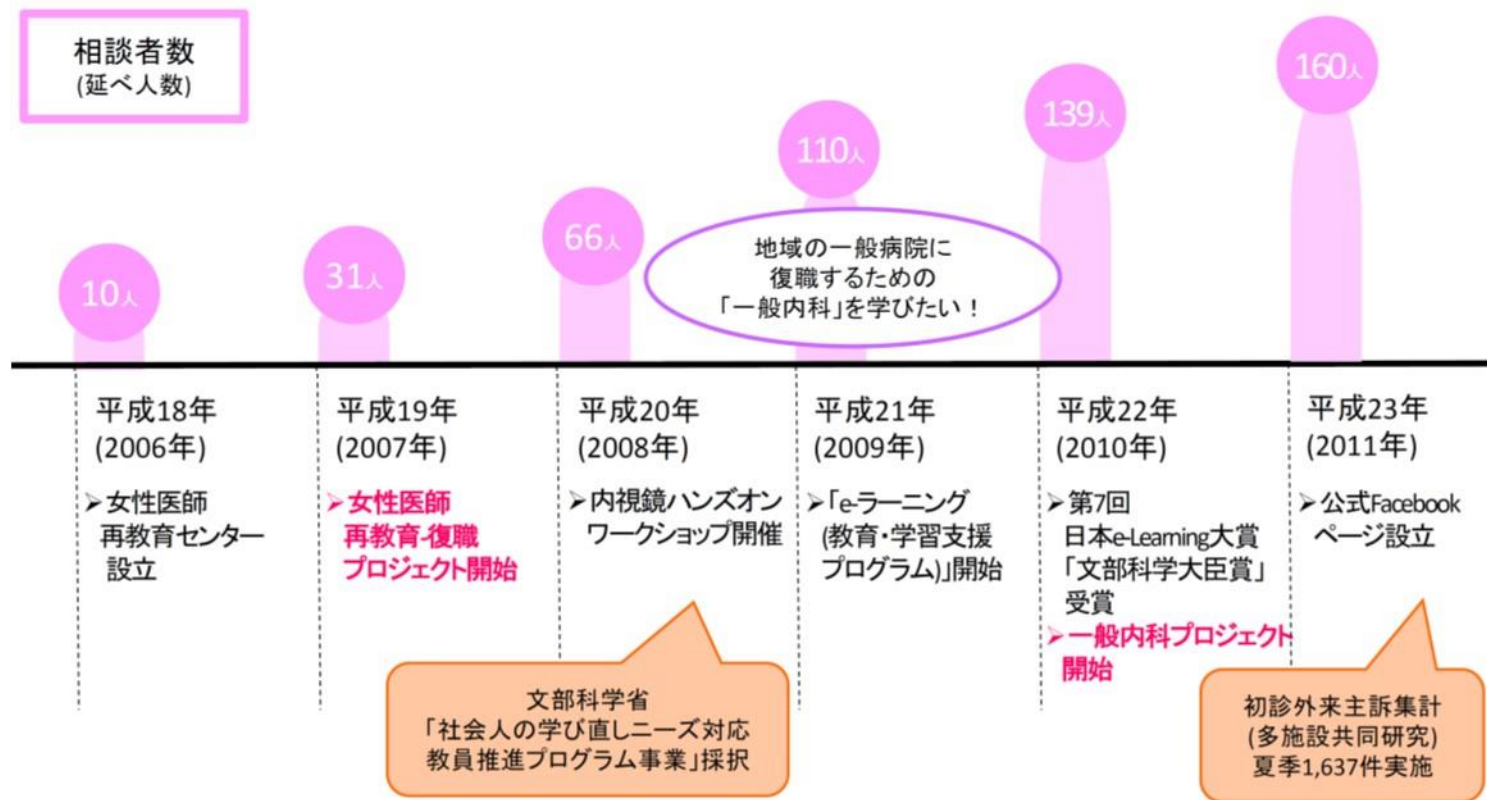 相談者数
(延べ人数)
10人
31人
66人
110人
139人
160人
地域の一般病院に
復職するための
「一般内科」を学びたい！
平成18年
(2006年)
➢女性医師
再教育センター
設立
平成19年
(2007年)
➢女性医師
再教育-復職
プロジェクト開始
平成20年
(2008年)
➢内視鏡ハンズオン
ワークショップ開催
平成21年
(2009年)
➢「e-ラーニング
(教育・学習支援
プログラム)」開始
平成22年
(2010年)
➢第7回
日本e-Learning大賞
「文部科学大臣賞」
受賞
➢一般内科プロジェクト
開始
平成23年
(2011年)
➢公式Facebook
ページ設立
文部科学省
「社会人の学び直しニーズ対応
教員推進プログラム事業」採択
初診外来主訴集計
(多施設共同研究)
夏季1,637件実施